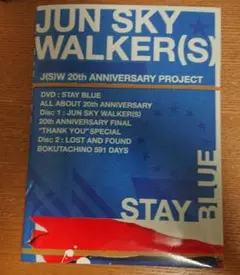 JUN SKY
WALKER(S)
J(S)W 20th ANNIVERSARY PROJECT
DVD : STAY BLUE
ALL ABOUT 20th ANNIVERSARY
Disc 1 : JUN SKY WALKER(S)
20th ANNIVERSARY FINAL
"THANK YOU" SPECIAL
Disc 2 : LOST AND FOUND
BOKUTACHINO 591 DAYS
STAY
BLUE